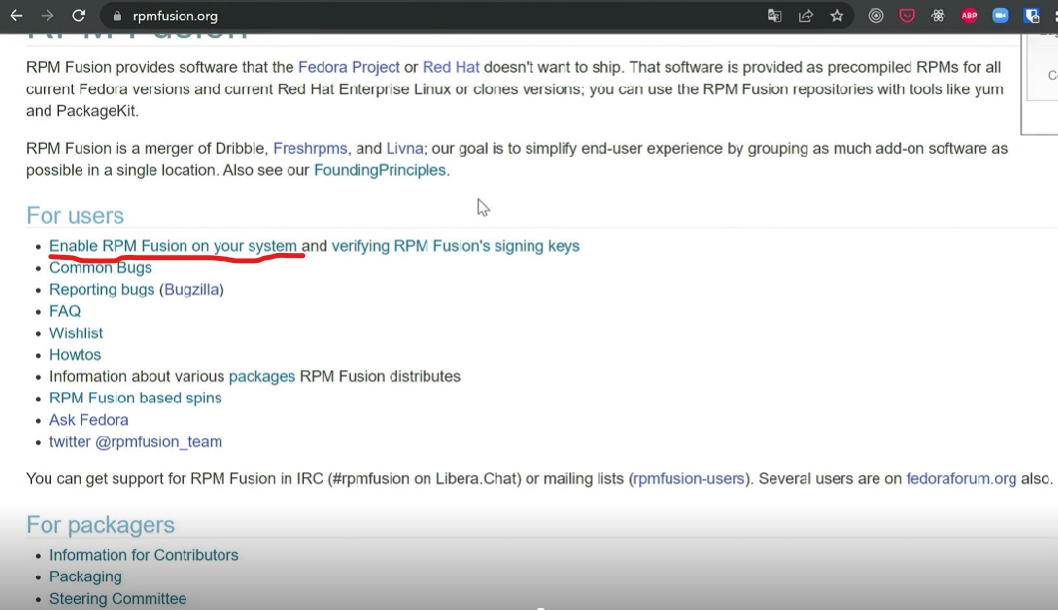 rpmfusion.org
ABP
RPM Fusion
RPM Fusion provides software that the Fedora Project or Red Hat doesn't want to ship. That software is provided as precompiled RPMs for all
current Fedora versions and current Red Hat Enterprise Linux or clones versions; you can use the RPM Fusion repositories with tools like yum
and PackageKit.
RPM Fusion is a merger of Dribble, Freshrpms, and Livna; our goal is to simplify end-user experience by grouping as much add-on software as
possible in a single location. Also see our FoundingPrinciples.
For users
• Enable RPM Fusion on your system and verifying RPM Fusion's signing keys
• Common Bugs
• Reporting bugs (Bugzilla)
• FAQ
• Wishlist
• Howtos
• Information about various packages RPM Fusion distributes
• RPM Fusion based spins
• Ask Fedora
• twitter @rpmfusion_team
You can get support for RPM Fusion in IRC (#rpmfusion on Libera.Chat) or mailing lists (rpmfusion-users). Several users are on fedoraforum.org also.
For packagers
• Information for Contributors
• Packaging
• Steering Committee